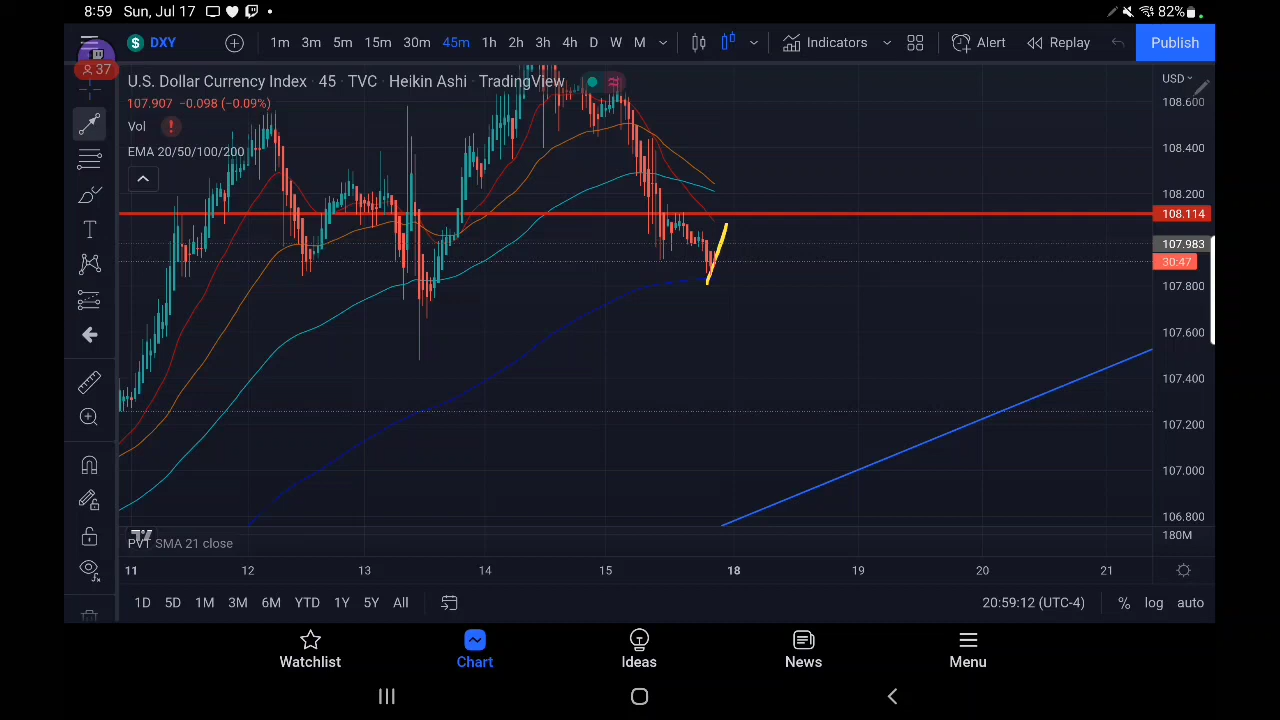 8:59 Sun, Jul 17 82%
DXY 1m 3m 5m 15m 30m 45m 1h 2h 3h 4h D W M Indicators Alert Replay Publish
37
U.S. Dollar Currency Index · 45 · TVC · Heikin Ashi · TradingView
USD
107.907 −0.098 (−0.09%)
108.600
Vol
EMA 20/50/100/200
108.400
108.200
108.114
107.983
30:47
107.800
107.600
107.400
107.200
107.000
106.800
180M
PVT SMA 21 close
11 12 13 14 15 18 19 20 21
1D 5D 1M 3M 6M YTD 1Y 5Y All 20:59:12 (UTC-4) % log auto
Watchlist Chart Ideas News Menu